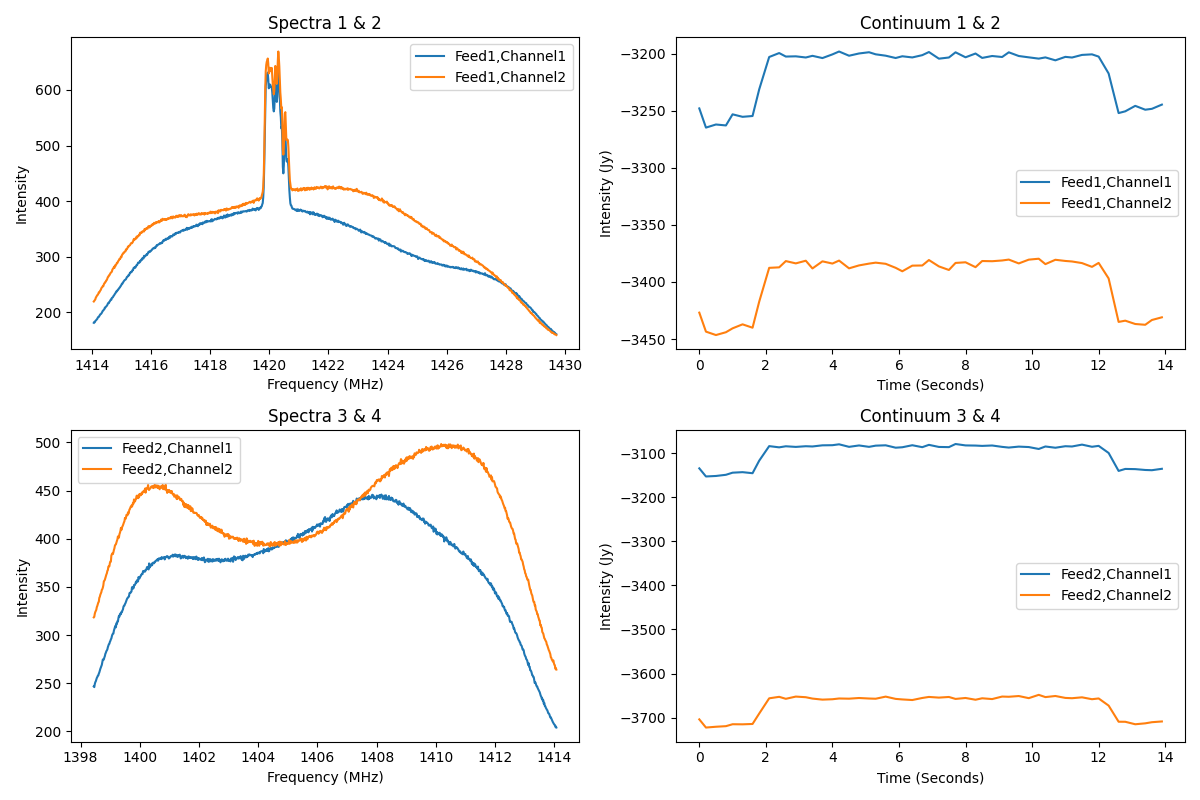 Spectra 1 & 2
Feed1,Channel1
Feed1,Channel2
Intensity
600
500
400
300
200
1414 1416 1418 1420 1422 1424 1426 1428 1430
Frequency (MHz)
Continuum 1 & 2
Feed1,Channel1
Feed1,Channel2
Intensity (Jy)
−3200
−3250
−3300
−3350
−3400
−3450
0 2 4 6 8 10 12 14
Time (Seconds)
Spectra 3 & 4
Feed2,Channel1
Feed2,Channel2
Intensity
500
450
400
350
300
250
200
1398 1400 1402 1404 1406 1408 1410 1412 1414
Frequency (MHz)
Continuum 3 & 4
Feed2,Channel1
Feed2,Channel2
Intensity (Jy)
−3100
−3200
−3300
−3400
−3500
−3600
−3700
0 2 4 6 8 10 12 14
Time (Seconds)